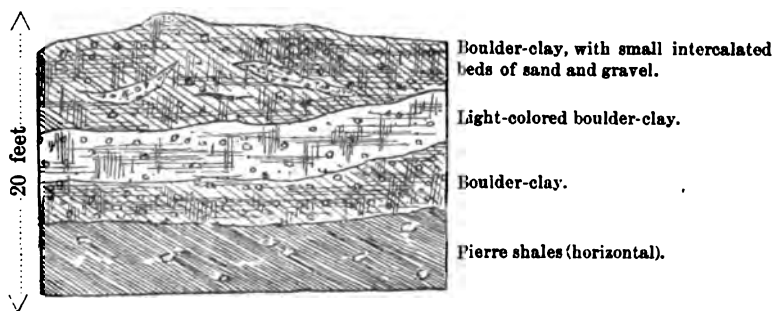 20 feet
Boulder-clay, with small intercalated
beds of sand and gravel.
Light-colored boulder-clay.
Boulder-clay.
Pierre shales (horizontal).